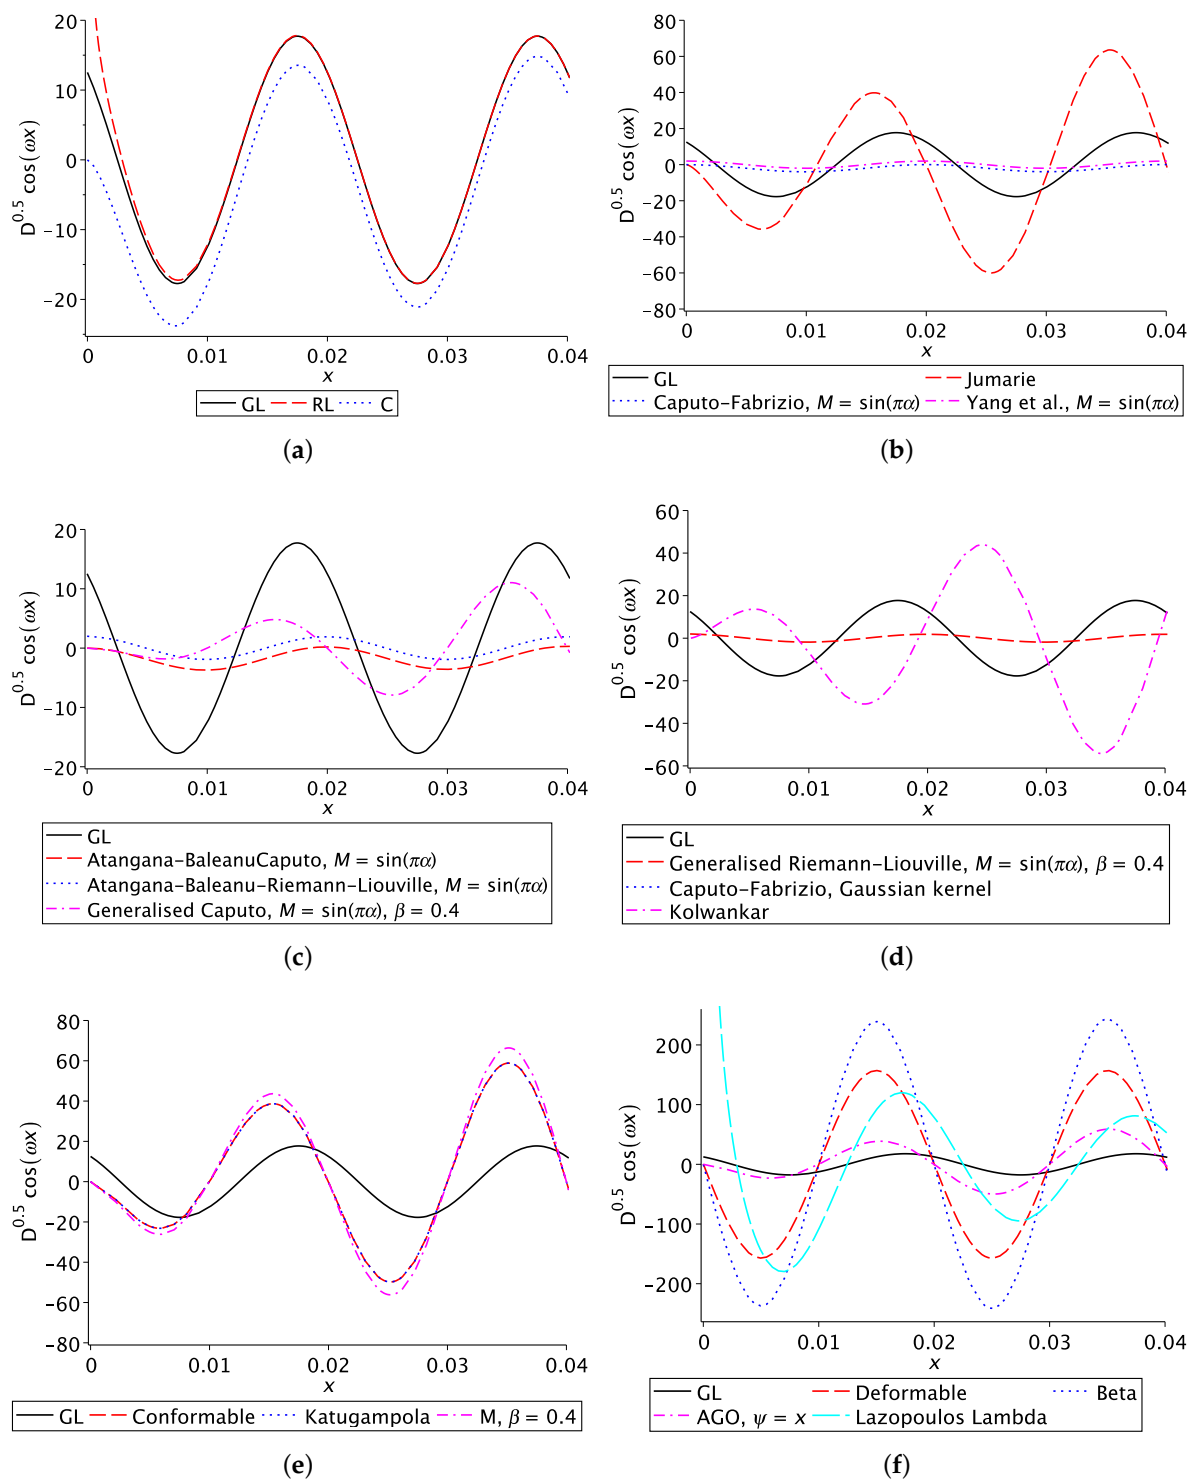 20
10
0
−10
−20
D^0.5 cos(ωx)
0 0.01 0.02 0.03 0.04
x
GL RL C
(a)
80
60
40
20
0
−20
−40
−60
−80
D^0.5 cos(ωx)
0 0.01 0.02 0.03 0.04
x
GL Jumarie
Caputo−Fabrizio, M = sin(πα) Yang et al., M = sin(πα)
(b)
20
10
0
−10
−20
D^0.5 cos(ωx)
0 0.01 0.02 0.03 0.04
x
GL
Atangana−BaleanuCaputo, M = sin(πα)
Atangana−Baleanu−Riemann−Liouville, M = sin(πα)
Generalised Caputo, M = sin(πα), β = 0.4
(c)
60
40
20
0
−20
−40
−60
D^0.5 cos(ωx)
0 0.01 0.02 0.03 0.04
x
GL
Generalised Riemann−Liouville, M = sin(πα), β = 0.4
Caputo−Fabrizio, Gaussian kernel
Kolwankar
(d)
80
60
40
20
0
−20
−40
−60
−80
D^0.5 cos(ωx)
0 0.01 0.02 0.03 0.04
x
GL Conformable Katugampola M, β = 0.4
(e)
200
100
0
−100
−200
D^0.5 cos(ωx)
0 0.01 0.02 0.03 0.04
x
GL Deformable Beta
AGO, ψ = x Lazopoulos Lambda
(f)